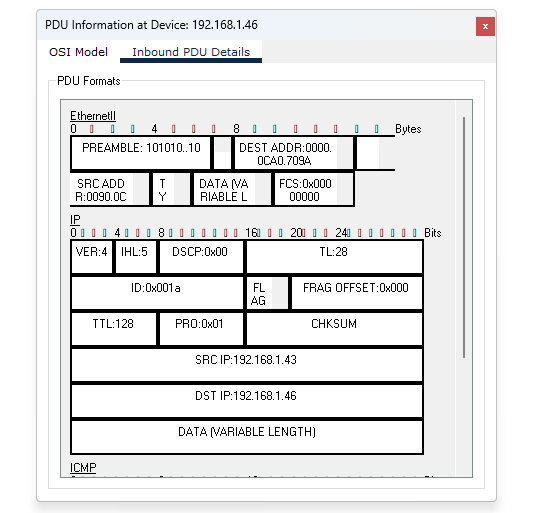 PDU Information at Device: 192.168.1.46
x
OSI Model Inbound PDU Details
PDU Formats
EthernetII
0 4 8 Bytes
PREAMBLE: 101010..10 DEST ADDR:0000.
0CA0.709A
SRC ADD T DATA (VA FCS:0x000
R:0090.0C Y RIABLE L 00000
IP
0 4 8 16 20 24 Bits
VER:4 IHL:5 DSCP:0x00 TL:28
ID:0x001a FL FRAG OFFSET:0x000
AG
TTL:128 PRO:0x01 CHKSUM
SRC IP:192.168.1.43
DST IP:192.168.1.46
DATA (VARIABLE LENGTH)
ICMP